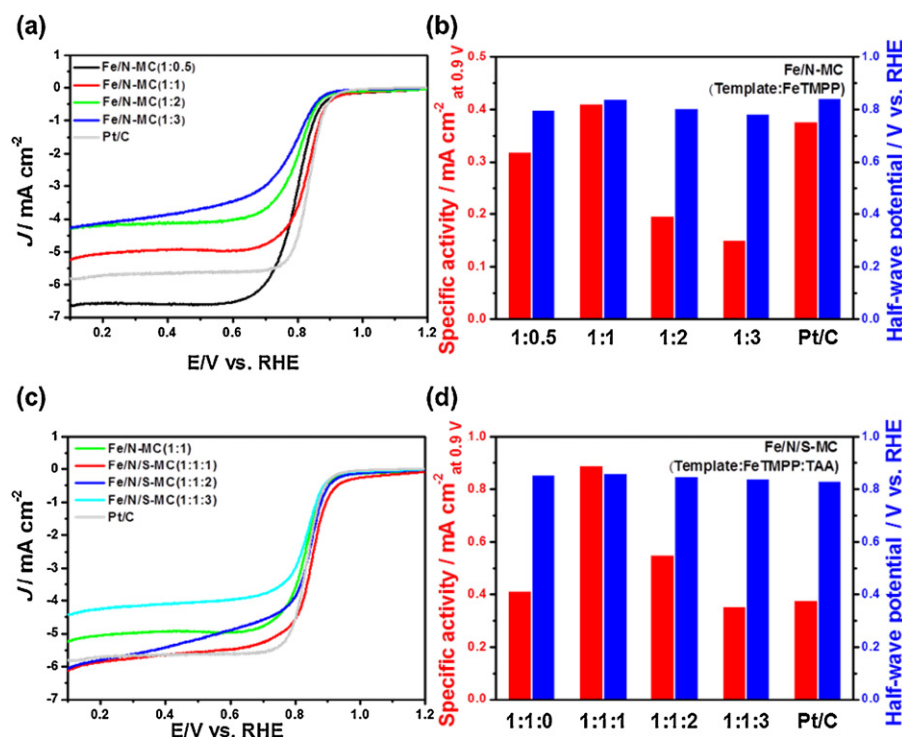 (a)
Fe/N-MC(1:0.5)
Fe/N-MC(1:1)
Fe/N-MC(1:2)
Fe/N-MC(1:3)
Pt/C
1
0
-1
-2
-3
-4
-5
-6
-7
J / mA cm-2
0.2 0.4 0.6 0.8 1.0 1.2
E/V vs. RHE
(b)
Fe/N-MC
(Template:FeTMPP)
0.5
0.4
0.3
0.2
0.1
0.0
Specific activity / mA cm-2 at 0.9 V
1.0
0.8
0.6
0.4
0.2
0.0
Half-wave potential / V vs. RHE
1:0.5 1:1 1:2 1:3 Pt/C
(c)
Fe/N-MC(1:1)
Fe/N/S-MC(1:1:1)
Fe/N/S-MC(1:1:2)
Fe/N/S-MC(1:1:3)
Pt/C
1
0
-1
-2
-3
-4
-5
-6
-7
J / mA cm-2
0.2 0.4 0.6 0.8 1.0 1.2
E/V vs. RHE
(d)
Fe/N/S-MC
(Template:FeTMPP:TAA)
1.0
0.8
0.6
0.4
0.2
0.0
Specific activity / mA cm-2 at 0.9 V
1.0
0.8
0.6
0.4
0.2
0.0
Half-wave potential / V vs. RHE
1:1:0 1:1:1 1:1:2 1:1:3 Pt/C